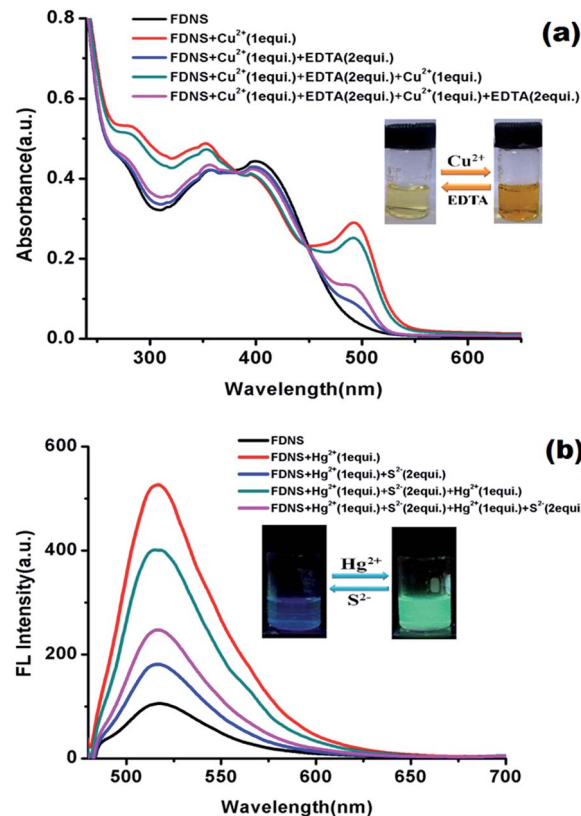 (a)
FDNS
FDNS+Cu²⁺(1equi.)
FDNS+Cu²⁺(1equi.)+EDTA(2equi.)
FDNS+Cu²⁺(1equi.)+EDTA(2equi.)+Cu²⁺(1equi.)
FDNS+Cu²⁺(1equi.)+EDTA(2equi.)+Cu²⁺(1equi.)+EDTA(2equi.)
Cu²⁺
EDTA
Absorbance(a.u.)
0.8
0.6
0.4
0.2
0.0
300 400 500 600
Wavelength(nm)
(b)
FDNS
FDNS+Hg²⁺(1equi.)
FDNS+Hg²⁺(1equi.)+S²⁻(2equi.)
FDNS+Hg²⁺(1equi.)+S²⁻(2equi.)+Hg²⁺(1equi.)
FDNS+Hg²⁺(1equi.)+S²⁻(2equi.)+Hg²⁺(1equi.)+S²⁻(2equi
Hg²⁺
S²⁻
FL Intensity(a.u.)
600
400
200
0
500 550 600 650 700
Wavelength(nm)